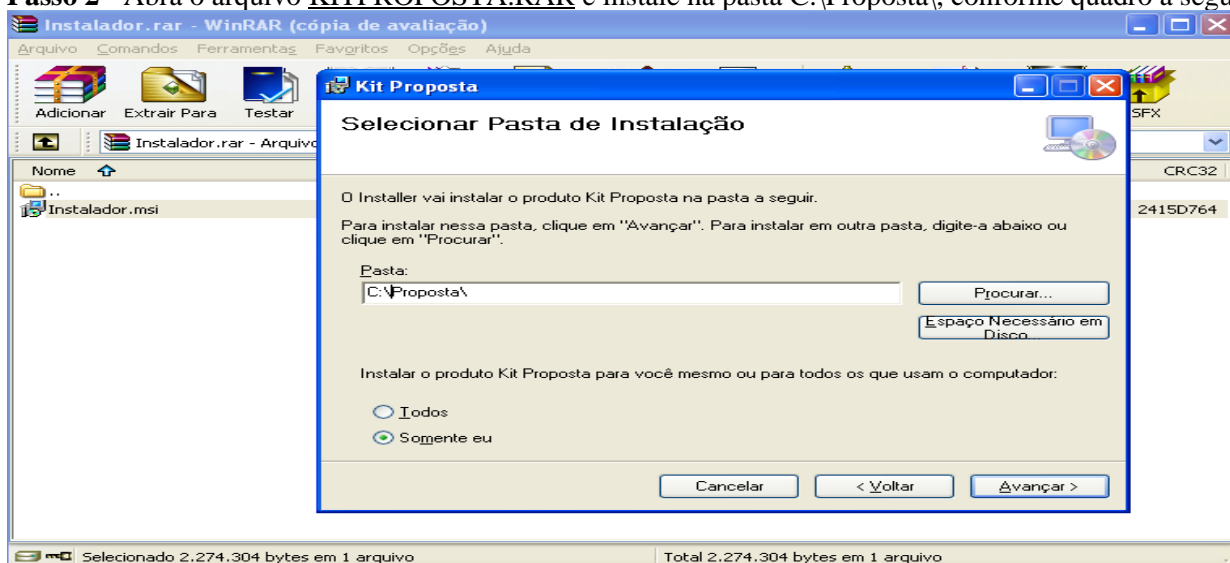 Passo 2 - Abra o arquivo KITPROPOSTA.RAR e instale na pasta C:\Proposta\, conforme quadro a segu
Instalador.rar - WinRAR (cópia de avaliação)
Arquivo Comandos Ferramentas Favoritos Opções Ajuda
Adicionar Extrair Para Testar SFX
Instalador.rar - Arquivo
Nome CRC32
..
Instalador.msi 2415D764
Kit Proposta
Selecionar Pasta de Instalação
O Installer vai instalar o produto Kit Proposta na pasta a seguir.
Para instalar nessa pasta, clique em "Avançar". Para instalar em outra pasta, digite-a abaixo ou
clique em "Procurar".
Pasta:
C:\Proposta\
Procurar...
Espaço Necessário em
Disco...
Instalar o produto Kit Proposta para você mesmo ou para todos os que usam o computador:
Todos
Somente eu
Cancelar < Voltar Avançar >
Selecionado 2.274.304 bytes em 1 arquivo Total 2.274.304 bytes em 1 arquivo